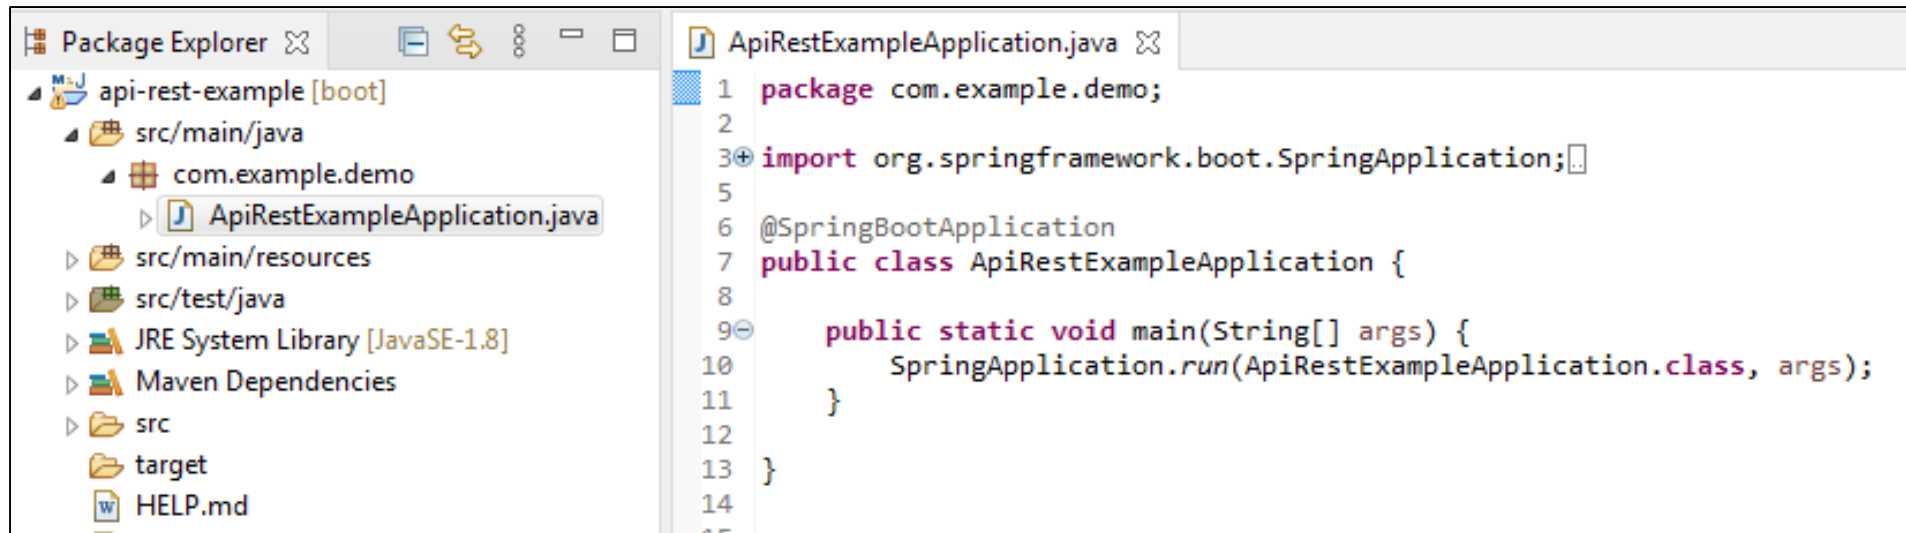 Package Explorer
api-rest-example [boot]
src/main/java
com.example.demo
ApiRestExampleApplication.java
src/main/resources
src/test/java
JRE System Library [JavaSE-1.8]
Maven Dependencies
src
target
HELP.md
ApiRestExampleApplication.java
1 package com.example.demo;
2
3 import org.springframework.boot.SpringApplication;
5
6 @SpringBootApplication
7 public class ApiRestExampleApplication {
8
9 public static void main(String[] args) {
10 SpringApplication.run(ApiRestExampleApplication.class, args);
11 }
12
13 }
14